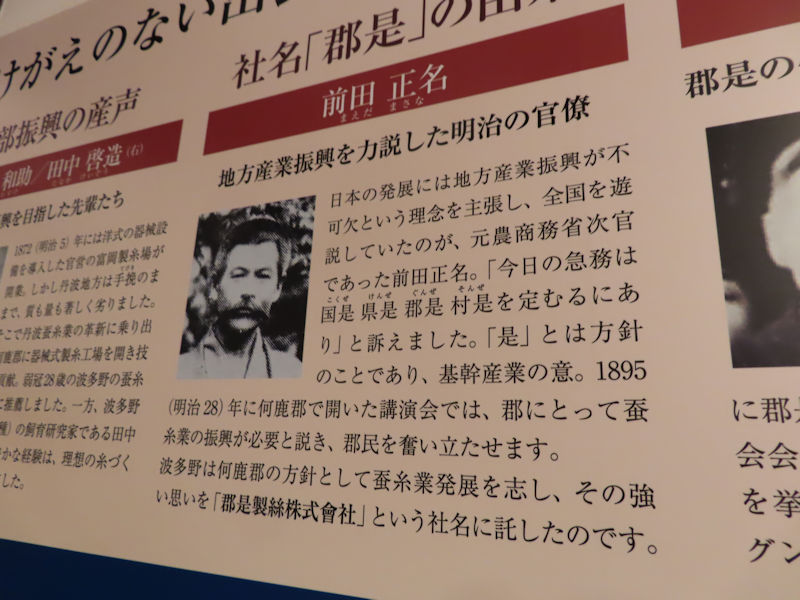 けがえのない出
部振興の産声
和助／田中 啓造(右)
興を目指した先輩たち
1872（明治5）年には洋式の器械設
備を導入した官営の富岡製糸場が
開業。しかし丹波地方は手挽のま
てびき
まで、質も量も著しく劣りました。
そこで丹波蚕糸業の革新に乗り出
何鹿郡に器械式製糸工場を開き技
貢献。弱冠28歳の波多野の蚕糸
に推薦しました。一方、波多野
種）の飼育研究家である田中
かな経験は、理想の糸づく
した。
社名「郡是」の由来
前田 正名
まえだ まさな
地方産業振興を力説した明治の官僚
日本の発展には地方産業振興が不
可欠という理念を主張し、全国を遊
説していたのが、元農商務省次官
であった前田正名。「今日の急務は
こくぜ けんぜ ぐんぜ そんぜ
国是 県是 郡是 村是を定むるにあ
り」と訴えました。「是」とは方針
のことであり、基幹産業の意。1895
（明治28）年に何鹿郡で開いた講演会では、郡にとって蚕
糸業の振興が必要と説き、郡民を奮い立たせます。
波多野は何鹿郡の方針として蚕糸業発展を志し、その強
い思いを「郡是製絲株式會社」という社名に託したのです。
郡是の
に郡
会会
を挙
グン